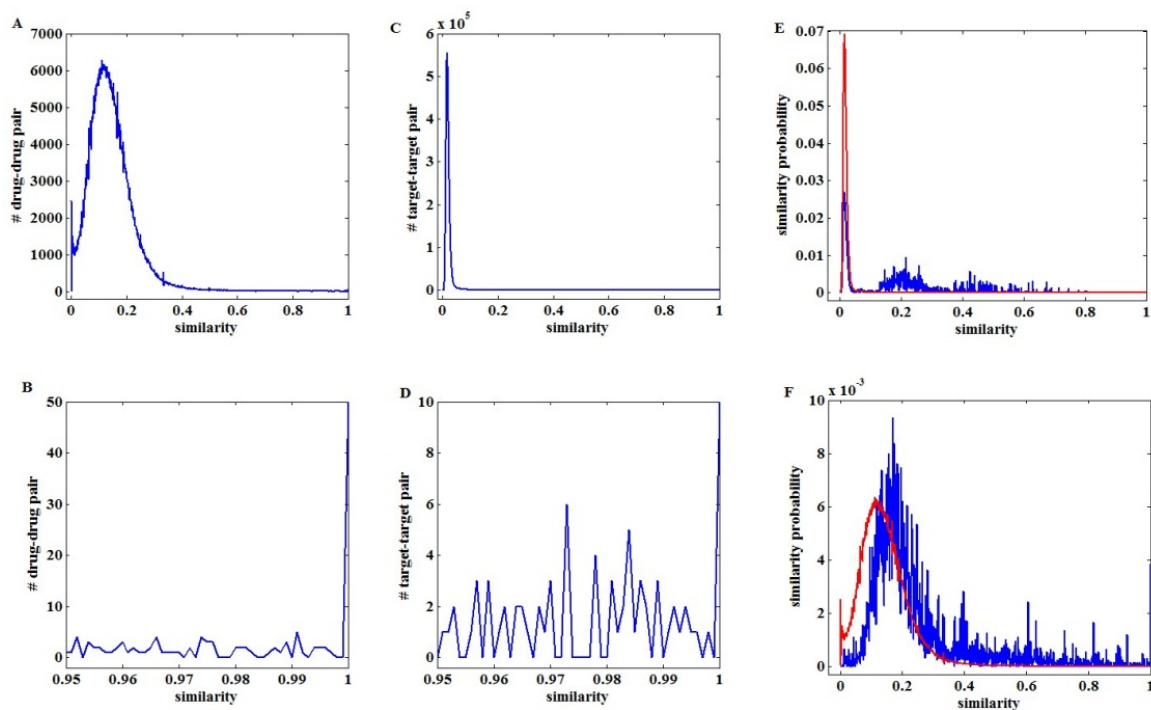 A
7000
6000
5000
4000
3000
2000
1000
0
# drug-drug pair
0 0.2 0.4 0.6 0.8 1
similarity
C
x 10^5
6
5
4
3
2
1
0
# target-target pair
0 0.2 0.4 0.6 0.8 1
similarity
E
0.07
0.06
0.05
0.04
0.03
0.02
0.01
0
similarity probability
0 0.2 0.4 0.6 0.8 1
similarity
B
50
40
30
20
10
0
# drug-drug pair
0.95 0.96 0.97 0.98 0.99 1
similarity
D
10
8
6
4
2
0
# target-target pair
0.95 0.96 0.97 0.98 0.99 1
similarity
F
x 10^-3
10
8
6
4
2
0
similarity probability
0 0.2 0.4 0.6 0.8 1
similarity